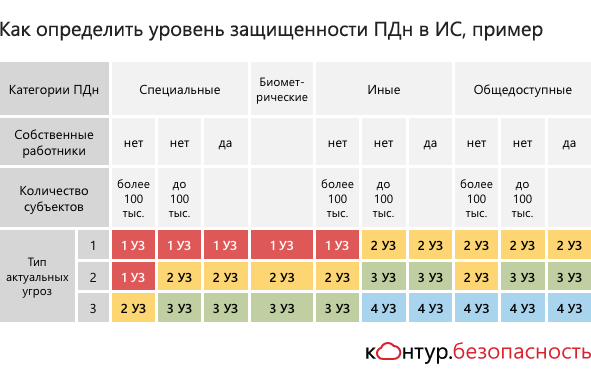 Как определить уровень защищенности ПДн в ИС, пример
Категории ПДн Специальные Биомет-рические Иные Общедоступные
Собственные работники нет нет да нет нет да нет нет да
Количество субъектов более 100 тыс. до 100 тыс. более 100 тыс. до 100 тыс. более 100 тыс. до 100 тыс.
Тип актуальных угроз
1 1 УЗ 1 УЗ 1 УЗ 1 УЗ 1 УЗ 2 УЗ 2 УЗ 2 УЗ 2 УЗ 2 УЗ
2 1 УЗ 2 УЗ 2 УЗ 2 УЗ 2 УЗ 3 УЗ 3 УЗ 2 УЗ 3 УЗ 3 УЗ
3 2 УЗ 3 УЗ 3 УЗ 3 УЗ 3 УЗ 4 УЗ 4 УЗ 4 УЗ 4 УЗ 4 УЗ
контур.безопасность